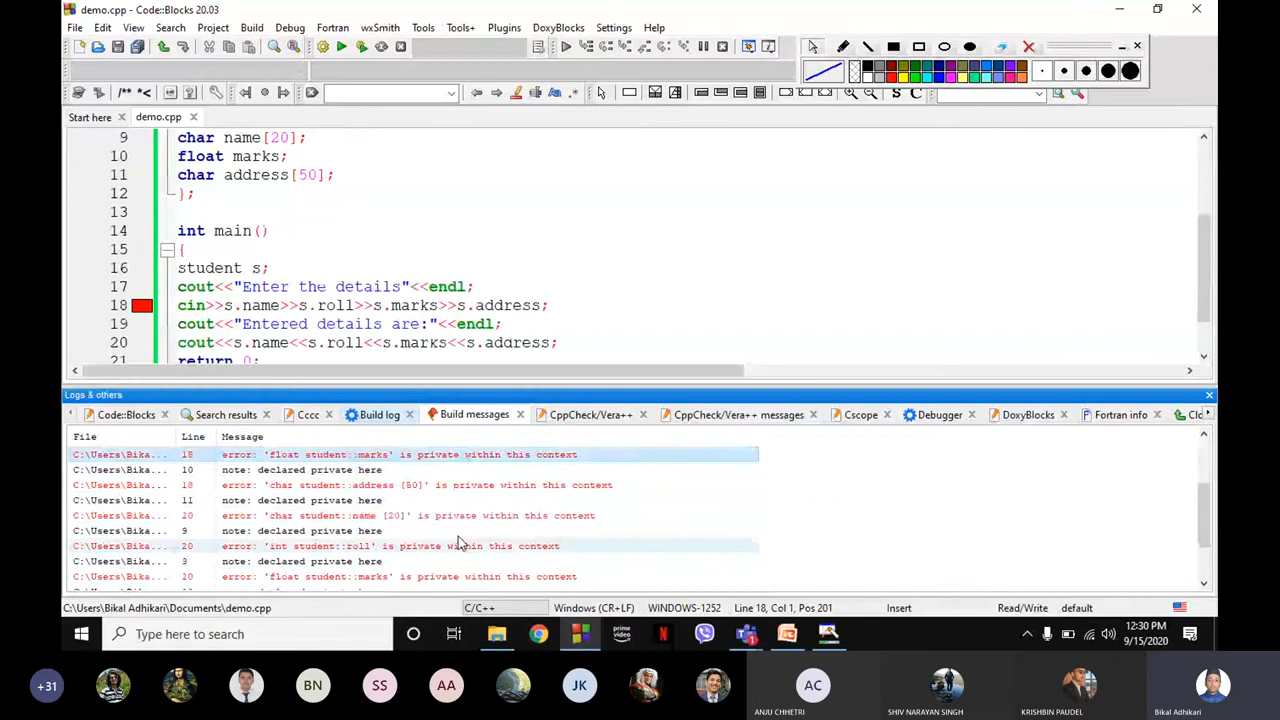 demo.cpp - Code::Blocks 20.03
File Edit View Search Project Build Debug Fortran wxSmith Tools Tools+ Plugins DoxyBlocks Settings Help
/** *<
S C
Start here demo.cpp
9 char name[20];
10 float marks;
11 char address[50];
12 };
13
14 int main()
15 {
16 student s;
17 cout<<"Enter the details"<<endl;
18 cin>>s.name>>s.roll>>s.marks>>s.address;
19 cout<<"Entered details are:"<<endl;
20 cout<<s.name<<s.roll<<s.marks<<s.address;
21 return 0;
Logs & others
Code::Blocks Search results Cccc Build log Build messages CppCheck/Vera++ CppCheck/Vera++ messages Cscope Debugger DoxyBlocks Fortran info Clo
File Line Message
C:\Users\Bika... 18 error: 'float student::marks' is private within this context
C:\Users\Bika... 10 note: declared private here
C:\Users\Bika... 18 error: 'char student::address [50]' is private within this context
C:\Users\Bika... 11 note: declared private here
C:\Users\Bika... 20 error: 'char student::name [20]' is private within this context
C:\Users\Bika... 9 note: declared private here
C:\Users\Bika... 20 error: 'int student::roll' is private within this context
C:\Users\Bika... note: declared private here
C:\Users\Bika... 20 error: 'float student::marks' is private within this context
C:\Users\Bikal Adhikari\Documents\demo.cpp C/C++ Windows (CR+LF) WINDOWS-1252 Line 18, Col 1, Pos 201 Insert Read/Write default
Type here to search prime video N 12:30 PM
9/15/2020
+31 BN SS AA JK AC
ANJU CHHETRI SHIV NARAYAN SINGH KRISHBIN PAUDEL Bikal Adhikari